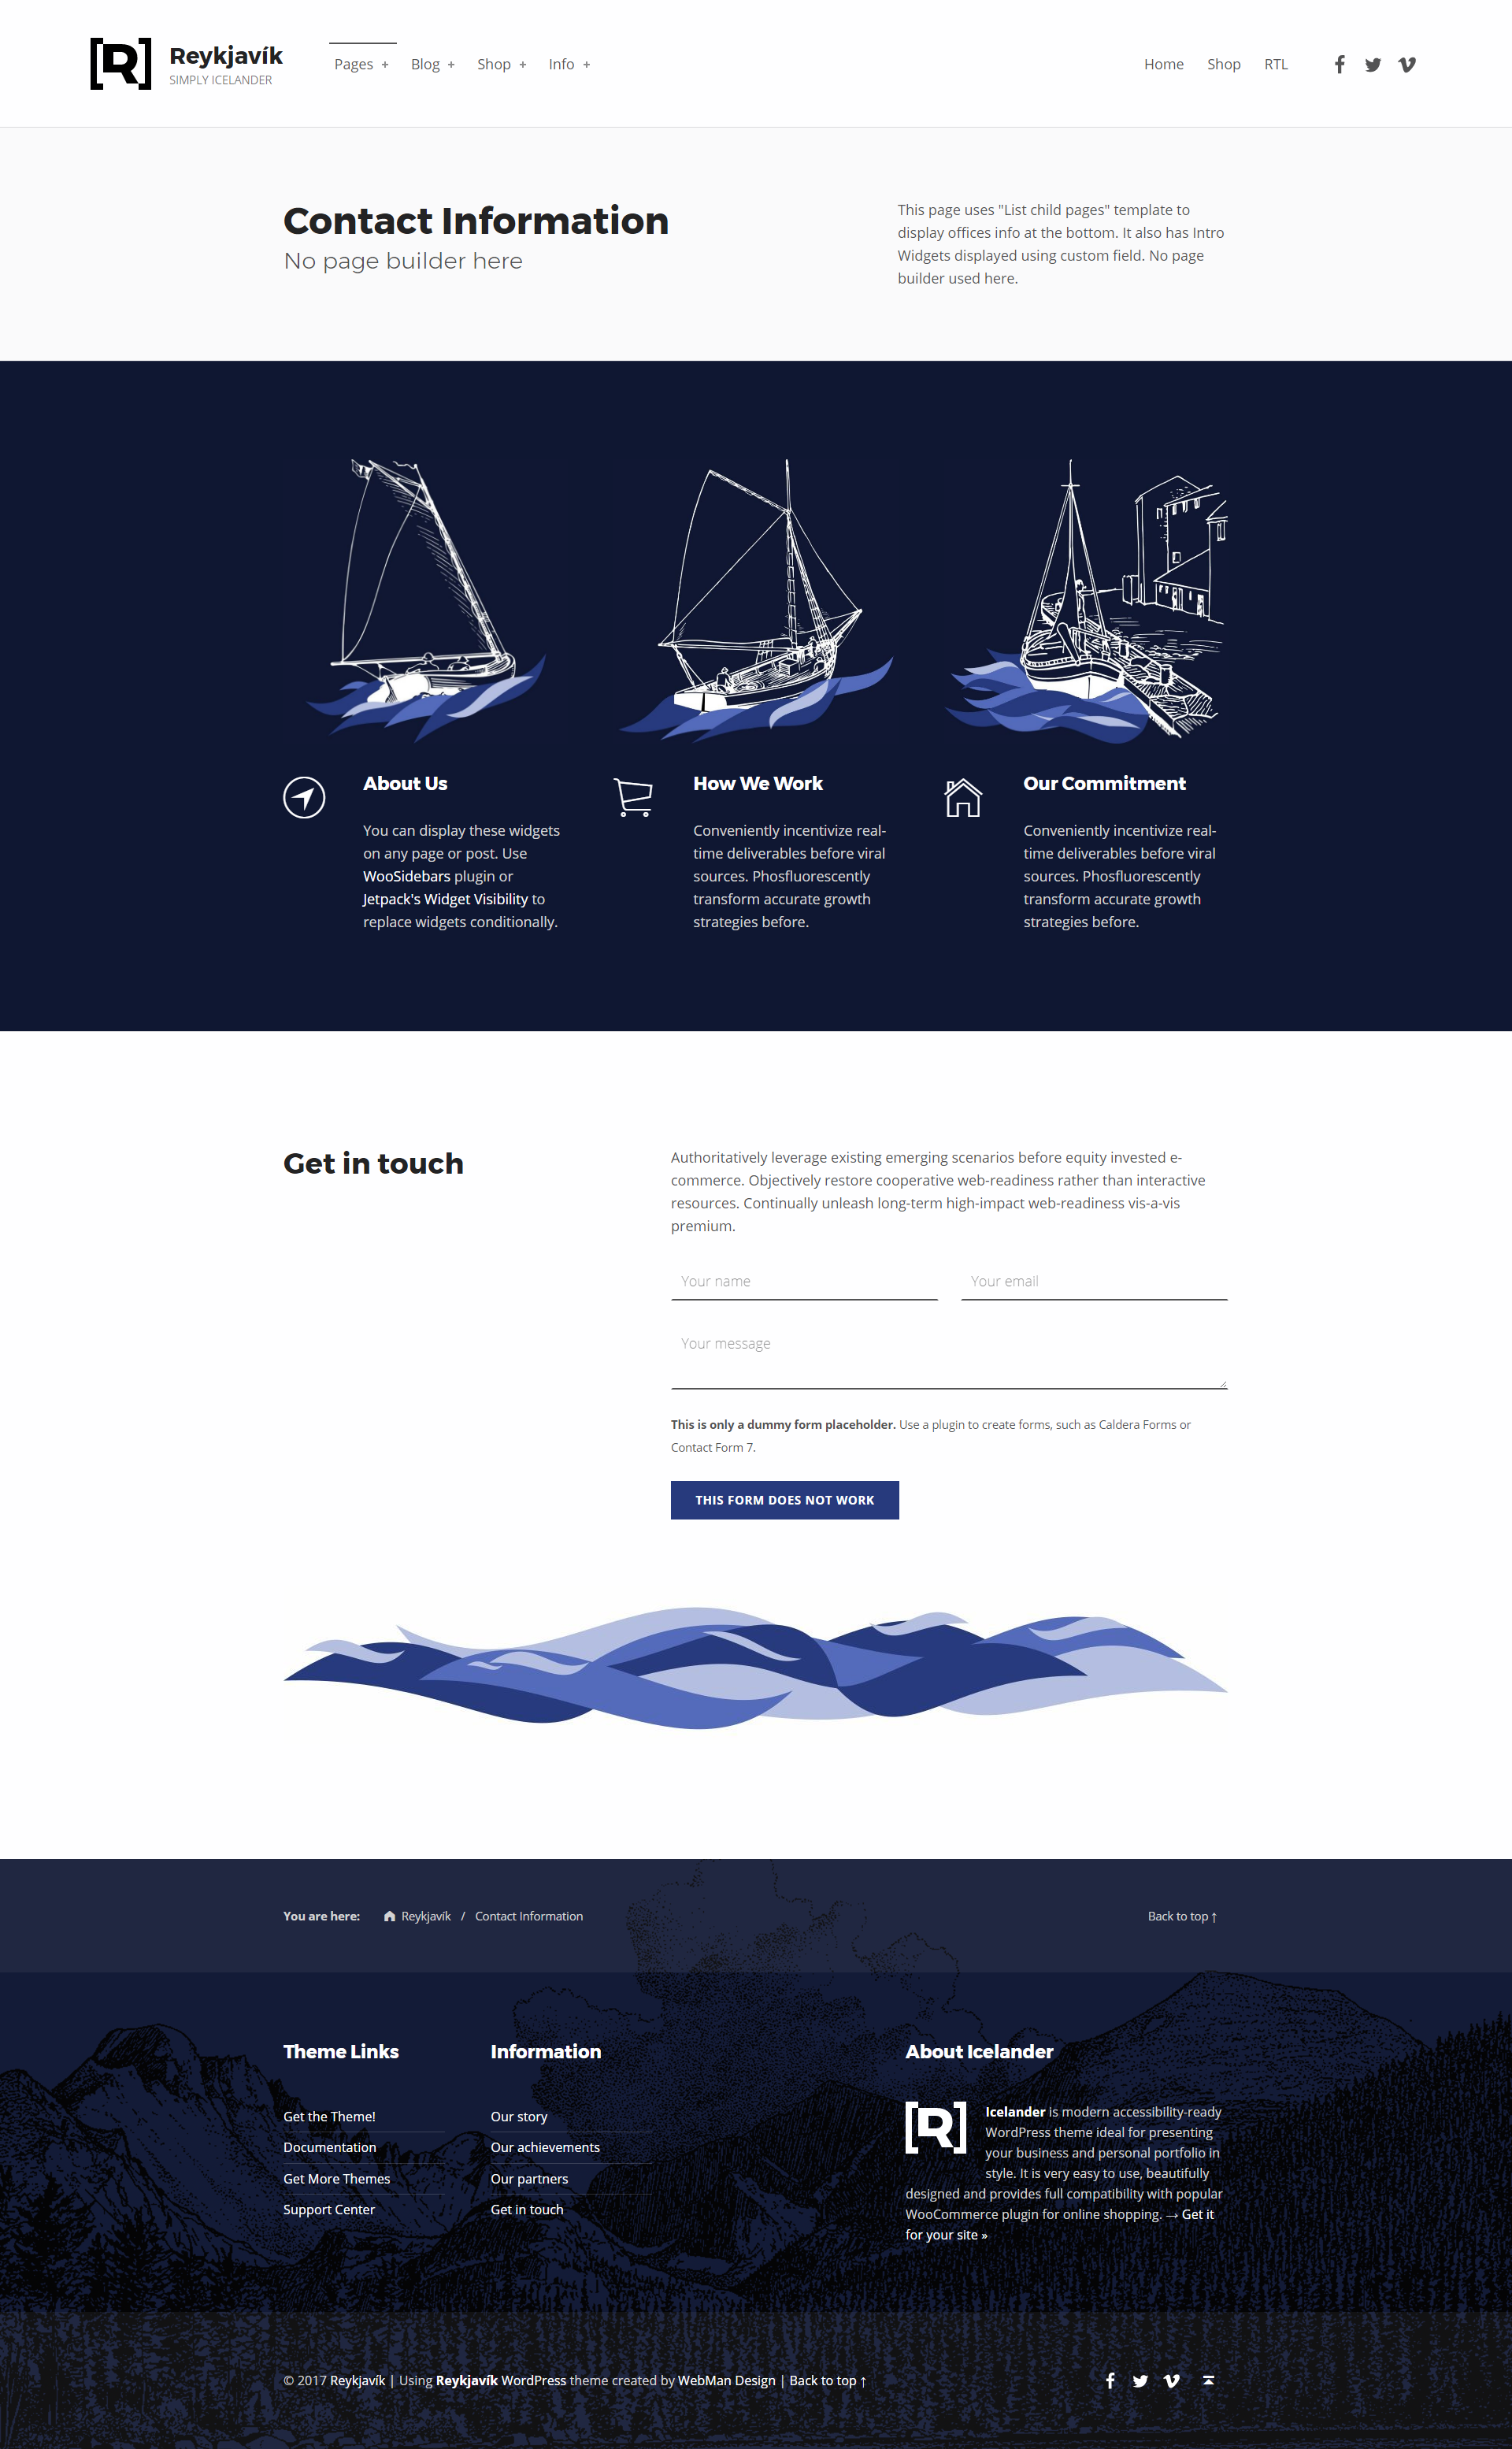 [R] Reykjavík
SIMPLY ICELANDER
Pages + Blog + Shop + Info +
Home Shop RTL
Contact Information
No page builder here
This page uses "List child pages" template to
display offices info at the bottom. It also has Intro
Widgets displayed using custom field. No page
builder used here.
About Us
You can display these widgets
on any page or post. Use
WooSidebars plugin or
Jetpack's Widget Visibility to
replace widgets conditionally.
How We Work
Conveniently incentivize real-
time deliverables before viral
sources. Phosfluorescently
transform accurate growth
strategies before.
Our Commitment
Conveniently incentivize real-
time deliverables before viral
sources. Phosfluorescently
transform accurate growth
strategies before.
Get in touch
Authoritatively leverage existing emerging scenarios before equity invested e-
commerce. Objectively restore cooperative web-readiness rather than interactive
resources. Continually unleash long-term high-impact web-readiness vis-a-vis
premium.
Your name
Your email
Your message
This is only a dummy form placeholder. Use a plugin to create forms, such as Caldera Forms or
Contact Form 7.
THIS FORM DOES NOT WORK
You are here: Reykjavík / Contact Information
Back to top ↑
Theme Links
Get the Theme!
Documentation
Get More Themes
Support Center
Information
Our story
Our achievements
Our partners
Get in touch
About Icelander
[R]
Icelander is modern accessibility-ready
WordPress theme ideal for presenting
your business and personal portfolio in
style. It is very easy to use, beautifully
designed and provides full compatibility with popular
WooCommerce plugin for online shopping. → Get it
for your site »
© 2017 Reykjavík | Using Reykjavík WordPress theme created by WebMan Design | Back to top ↑